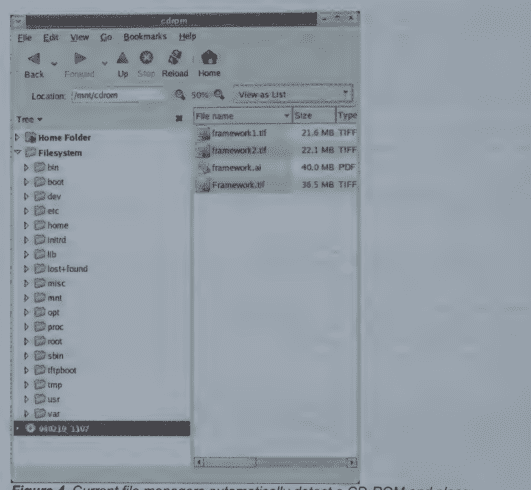 cdrom
File Edit View Go Bookmarks Help
Back Forward Up Stop Reload Home
Location: /mnt/cdrom 50% View as List
Tree
File name Size Type
Home Folder
framework1.tif 21.6 MB TIFF
Filesystem
framework2.tif 22.1 MB TIFF
bin
framework.ai 40.0 MB PDF
boot
Framework.tif 38.5 MB TIFF
dev
etc
home
initrd
lib
lost+found
misc
mnt
opt
proc
root
sbin
tftpboot
tmp
usr
var
Figure 4. Current file managers automatically detect a CD-ROM and